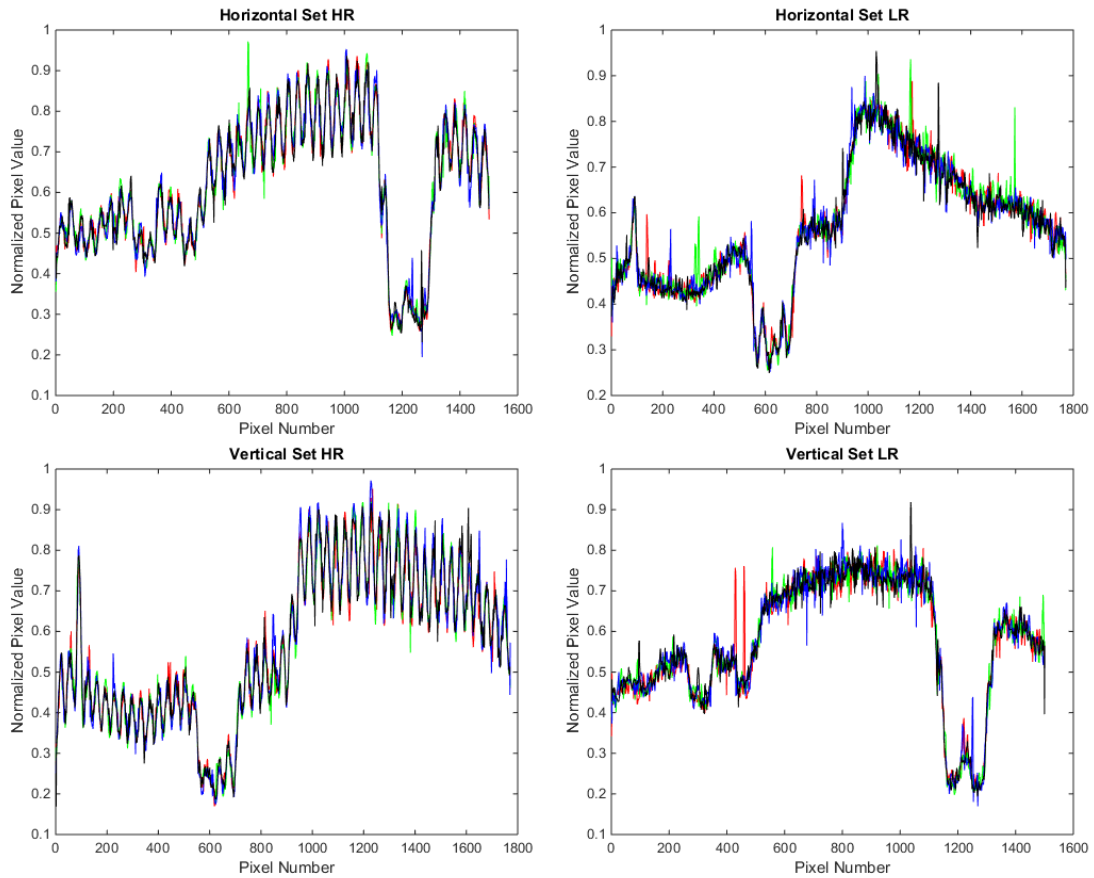 Horizontal Set HR
Normalized Pixel Value
1
0.9
0.8
0.7
0.6
0.5
0.4
0.3
0.2
0.1
0 200 400 600 800 1000 1200 1400 1600
Pixel Number
Horizontal Set LR
Normalized Pixel Value
1
0.9
0.8
0.7
0.6
0.5
0.4
0.3
0.2
0 200 400 600 800 1000 1200 1400 1600 1800
Pixel Number
Vertical Set HR
Normalized Pixel Value
1
0.9
0.8
0.7
0.6
0.5
0.4
0.3
0.2
0.1
0 200 400 600 800 1000 1200 1400 1600 1800
Pixel Number
Vertical Set LR
Normalized Pixel Value
1
0.9
0.8
0.7
0.6
0.5
0.4
0.3
0.2
0.1
0 200 400 600 800 1000 1200 1400 1600
Pixel Number